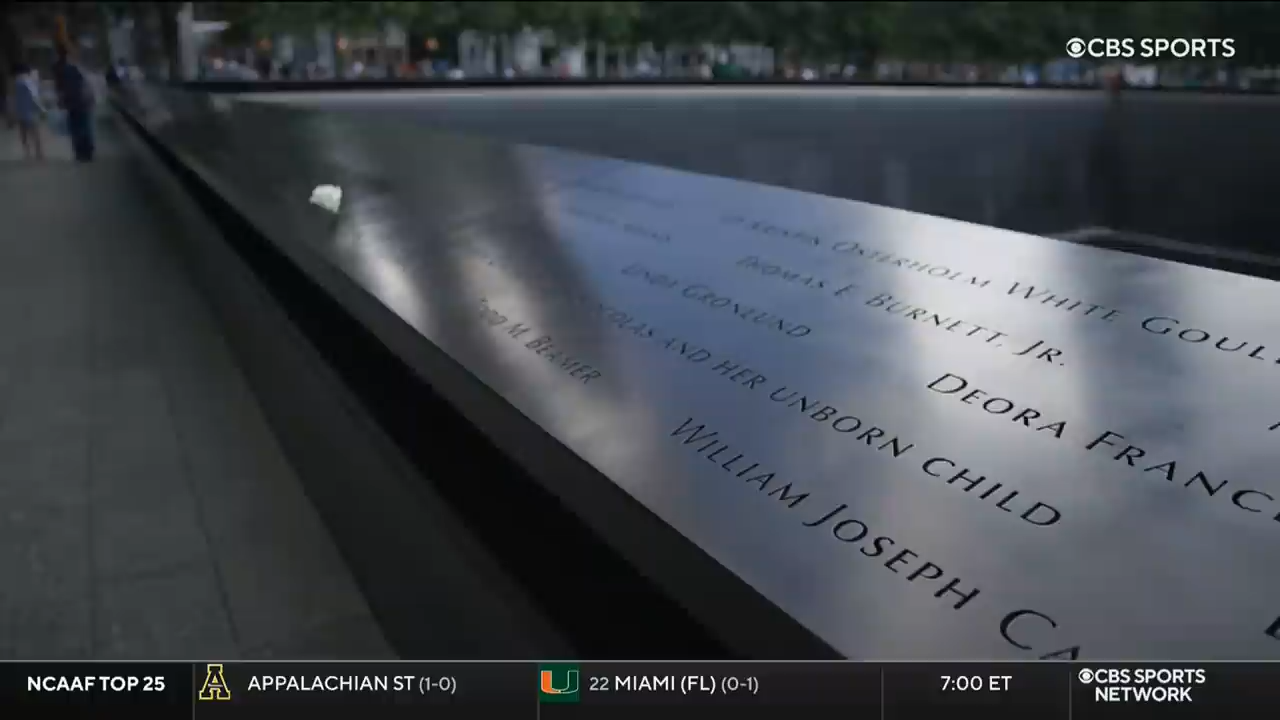 CBS SPORTS
OSTERHOLM WHITE GOUL
THOMAS E. BURNETT, JR.
LINDA GRONLUND
DEORA FRANC
AND HER UNBORN CHILD
TODD M. BEAMER
WILLIAM JOSEPH CA
NCAAF TOP 25
A
APPALACHIAN ST (1-0)
U
22 MIAMI (FL) (0-1)
7:00 ET
CBS SPORTS
NETWORK